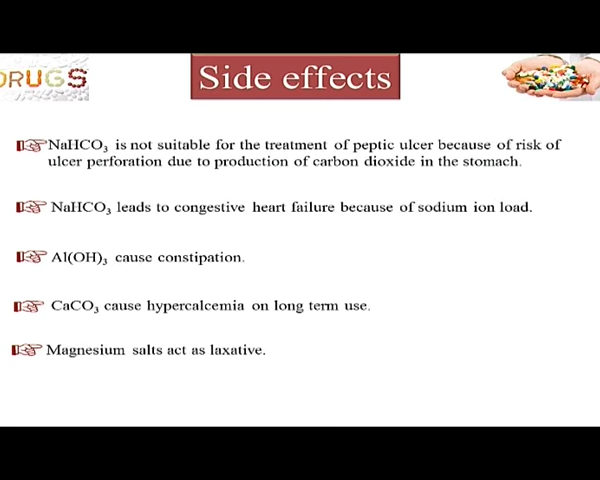 DRUGS
Side effects
NaHCO₃ is not suitable for the treatment of peptic ulcer because of risk of
ulcer perforation due to production of carbon dioxide in the stomach.
NaHCO₃ leads to congestive heart failure because of sodium ion load.
Al(OH)₃ cause constipation.
CaCO₃ cause hypercalcemia on long term use.
Magnesium salts act as laxative.